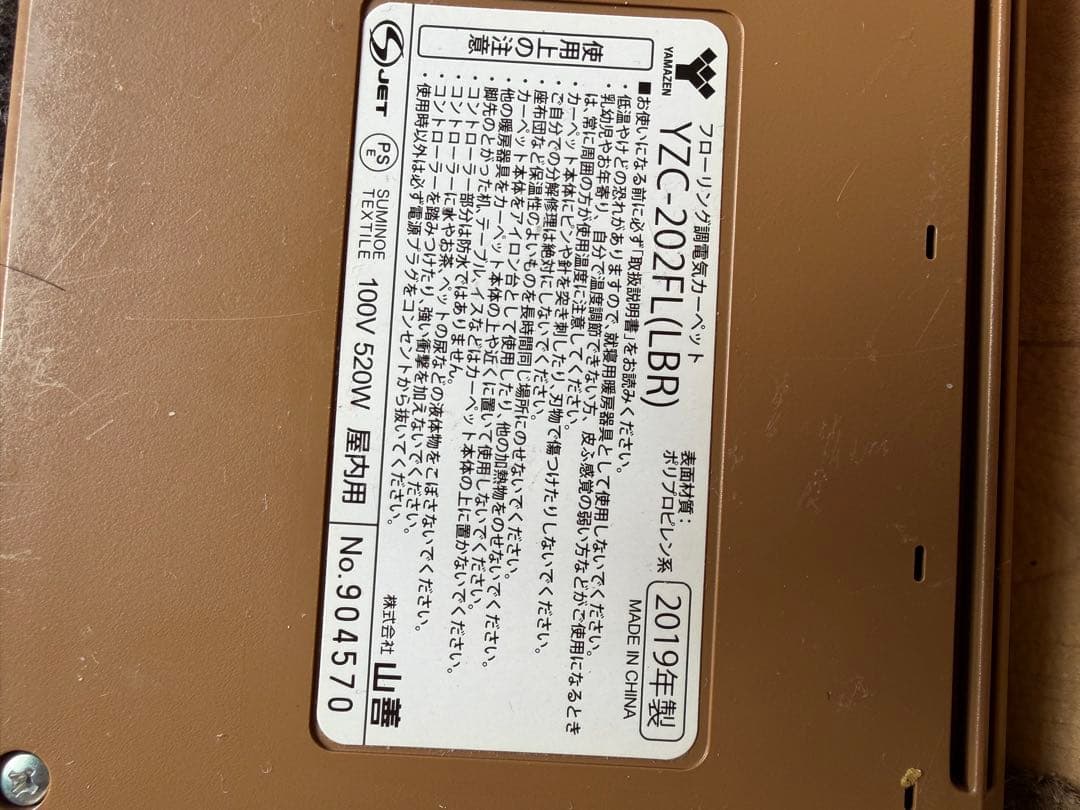 YAMAZEN
フローリング調電気カーペット
YZC-202FL(LBR)
表面材質：
ポリプロピレン系
2019年製
MADE IN CHINA
使用上の注意
■お使いになる前に必ず「取扱説明書」をお読みください。
・低温やけどの恐れがありますので、就寝用暖房器具として使用しないでください。
・乳幼児やお年寄り、自分で温度調節できない方、皮ふ感覚の弱い方などがご使用になるとき
は、常に周囲の方が使用温度に注意してください。
・カーペット本体にピンや針を突き刺したり、刃物で傷つけたりしないでください。
・ご自分での分解修理は絶対にしないでください。
・座布団など保温性のよいものを長時間同じ場所にのせないでください。
・カーペット本体をアイロン台として使用したり、他の加熱物をのせないでください。
・他の暖房器具をカーペット本体の上や近くに置いて使用しないでください。
・脚先のとがった机、テーブル、イスなどはカーペット本体の上に置かないでください。
・コントローラー部分は防水ではありません。
・コントローラーに水やお茶、ペットの尿などの液体物をこぼさないでください。
・コントローラーを踏みつけたり、強い衝撃を加えないでください。
・使用時以外は必ず電源プラグをコンセントから抜いてください。
株式会社 山善
SJET
PS
E
SUMINOE
TEXTILE
100V 520W 屋内用
No.904570